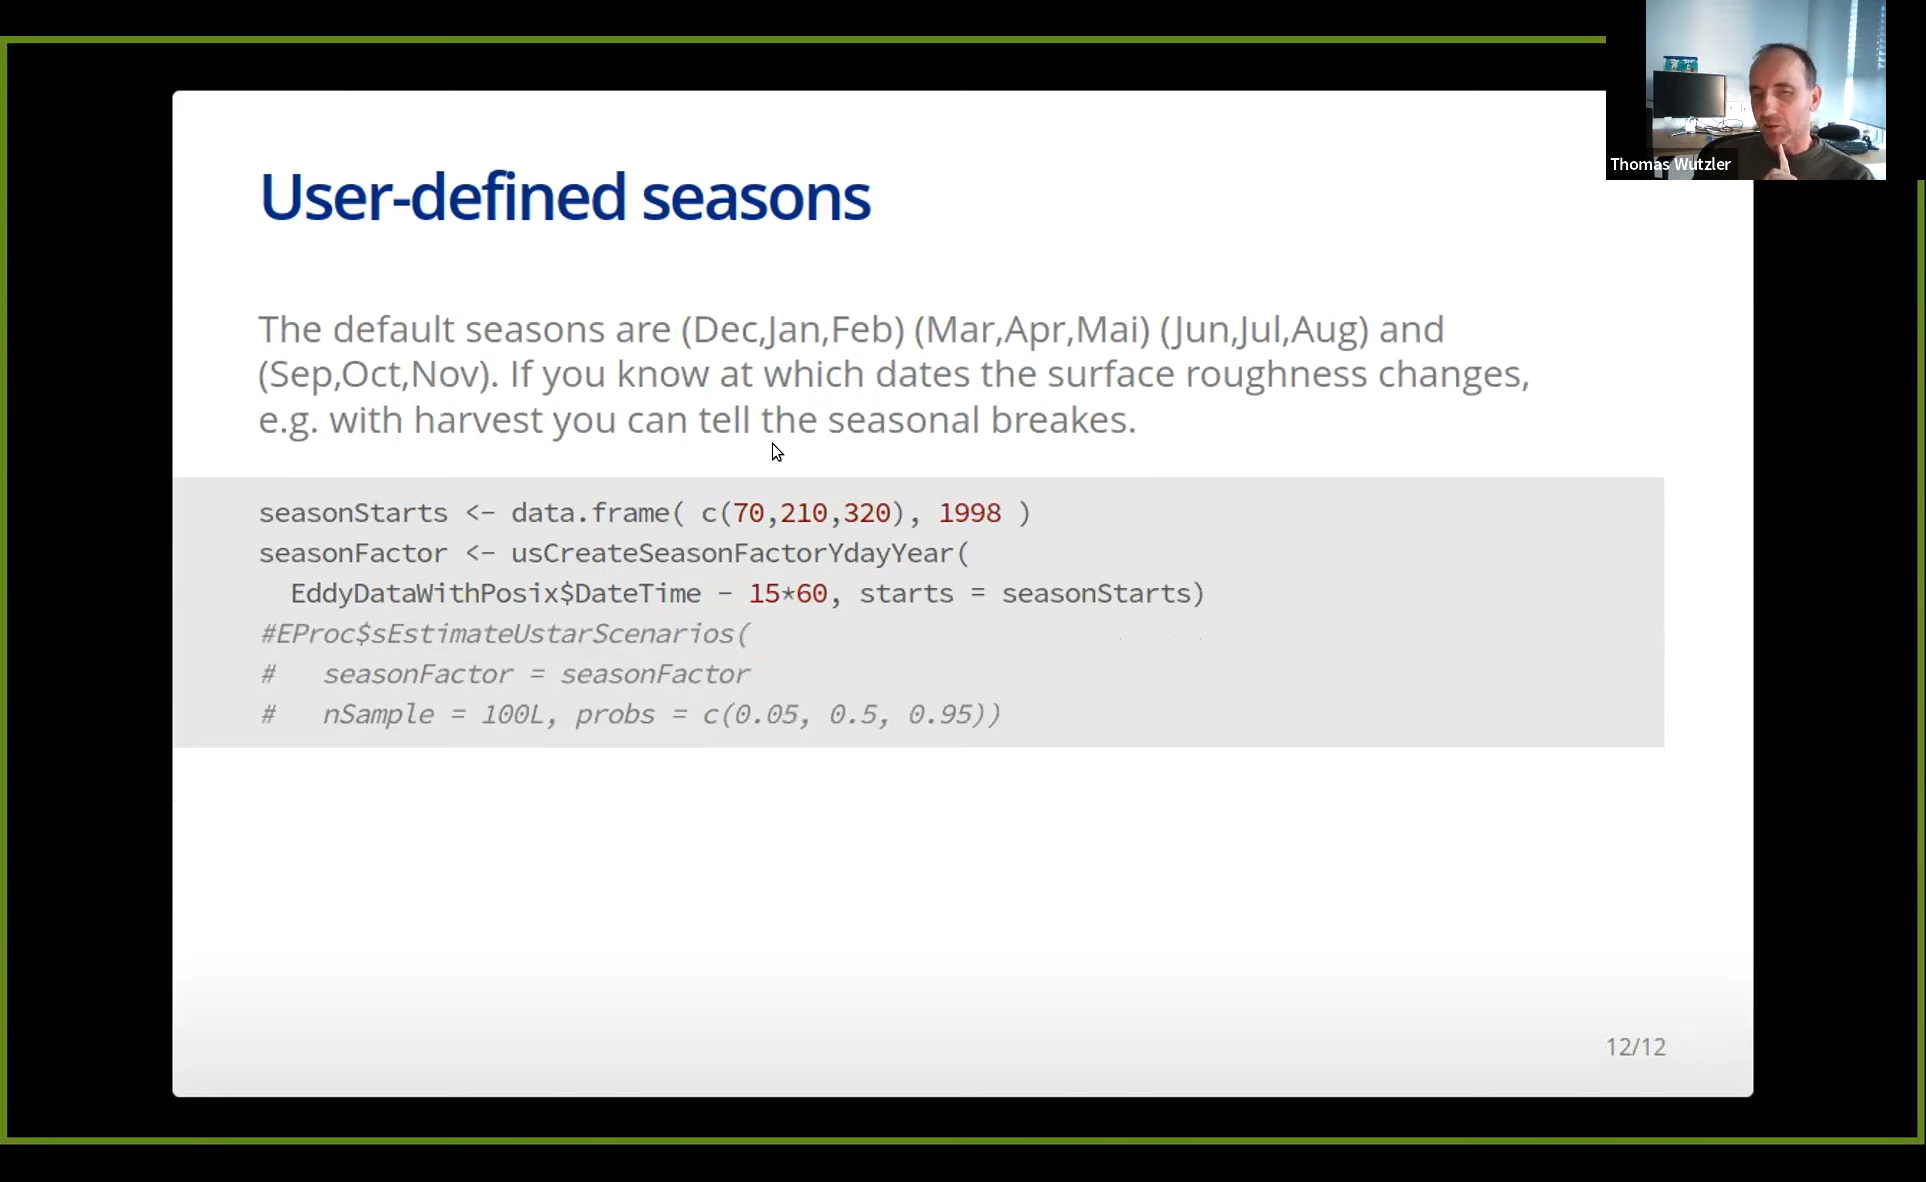 Thomas Wutzler
User-defined seasons
The default seasons are (Dec,Jan,Feb) (Mar,Apr,Mai) (Jun,Jul,Aug) and
(Sep,Oct,Nov). If you know at which dates the surface roughness changes,
e.g. with harvest you can tell the seasonal breakes.
seasonStarts <- data.frame( c(70,210,320), 1998 )
seasonFactor <- usCreateSeasonFactorYdayYear(
  EddyDataWithPosix$DateTime - 15*60, starts = seasonStarts)
#EProc$sEstimateUstarScenarios(
#   seasonFactor = seasonFactor
#   nSample = 100L, probs = c(0.05, 0.5, 0.95))
12/12